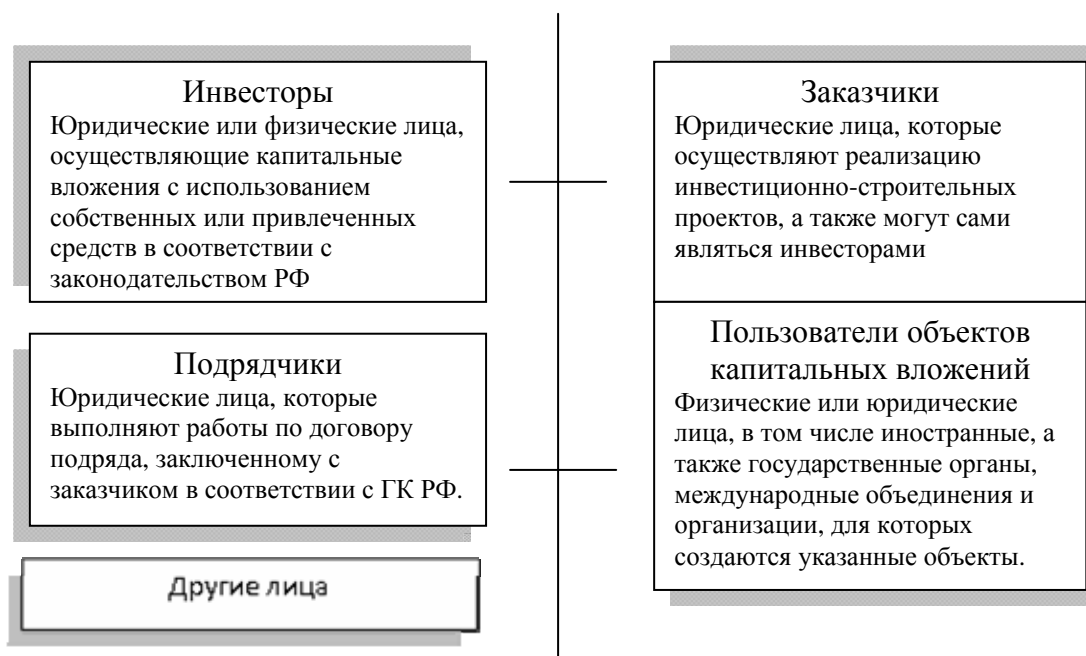 Инвесторы
Юридические или физические лица,
осуществляющие капитальные
вложения с использованием
собственных или привлеченных
средств в соответствии с
законодательством РФ
Заказчики
Юридические лица, которые
осуществляют реализацию
инвестиционно-строительных
проектов, а также могут сами
являться инвесторами
Подрядчики
Юридические лица, которые
выполняют работы по договору
подряда, заключенному с
заказчиком в соответствии с ГК РФ.
Пользователи объектов
капитальных вложений
Физические или юридические
лица, в том числе иностранные, а
также государственные органы,
международные объединения и
организации, для которых
создаются указанные объекты.
Другие лица